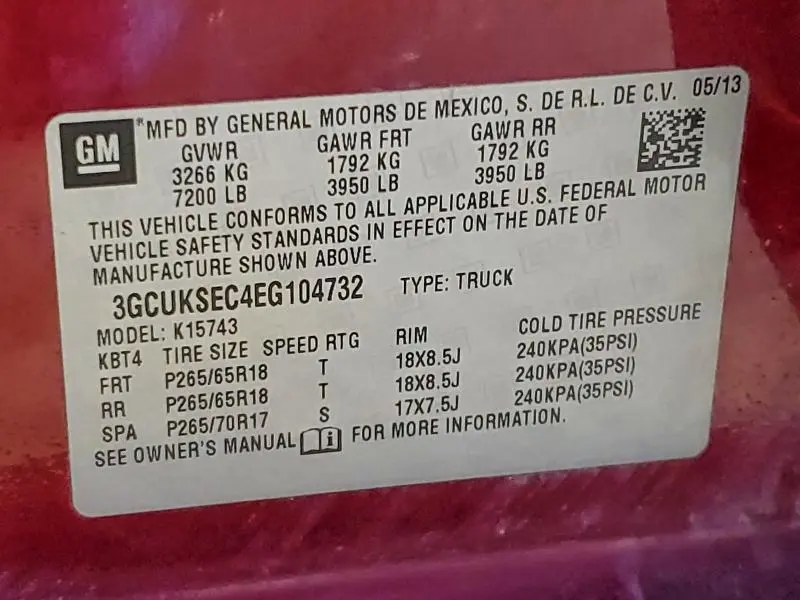 GM
*MFD BY GENERAL MOTORS DE MEXICO, S. DE R.L. DE C.V. 05/13
GVWR GAWR FRT GAWR RR
3266 KG 1792 KG 1792 KG
7200 LB 3950 LB 3950 LB
THIS VEHICLE CONFORMS TO ALL APPLICABLE U.S. FEDERAL MOTOR
VEHICLE SAFETY STANDARDS IN EFFECT ON THE DATE OF
MANUFACTURE SHOWN ABOVE.
3GCUKSEC4EG104732 TYPE: TRUCK
MODEL: K15743
KBT4 TIRE SIZE SPEED RTG RIM COLD TIRE PRESSURE
FRT P265/65R18 T 18X8.5J 240KPA(35PSI)
RR P265/65R18 T 18X8.5J 240KPA(35PSI)
SPA P265/70R17 S 17X7.5J 240KPA(35PSI)
SEE OWNER'S MANUAL i FOR MORE INFORMATION.